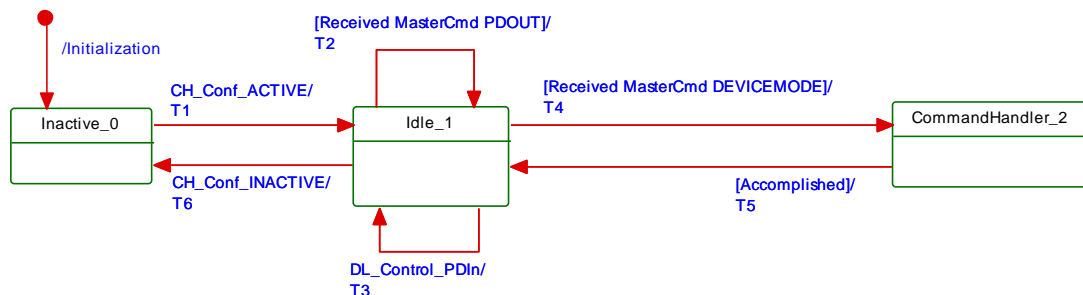 [Received MasterCmd PDOUT]/
T2
/Initialization
CH_Conf_ACTIVE/
T1
[Received MasterCmd DEVICEMODE]/
T4
Inactive_0
Idle_1
CommandHandler_2
CH_Conf_INACTIVE/
T6
[Accomplished]/
T5
DL_Control_PDIn/
T3